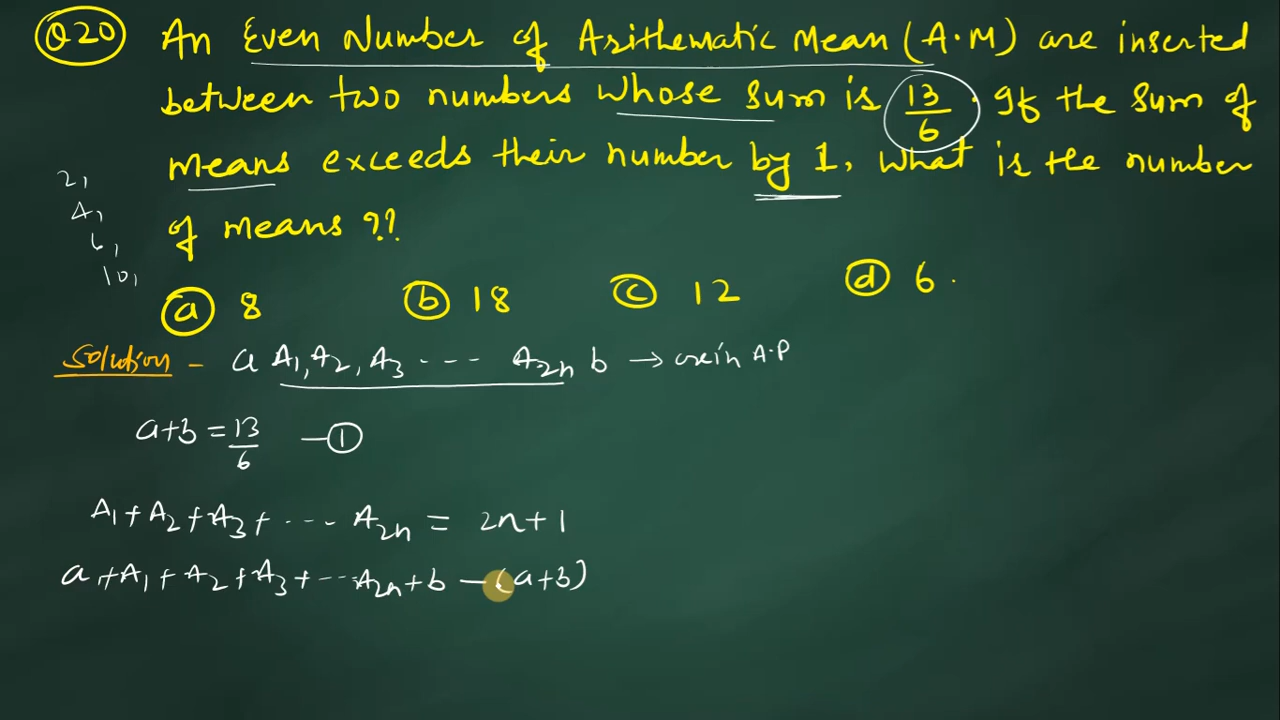 Q20 An Even Number of Arithematic Mean (A.M) are inserted
between two numbers whose sum is 13/6. If the sum of
means exceeds their number by 1, what is the number
of means ??
2,
4,
6,
10,
a 8 b 18 c 12 d 6.
Solution - a A₁, A₂, A₃ ---- A₂ₙ b → are in A.P
a+b = 13/6 — 1
A₁ + A₂ + A₃ + ---- A₂ₙ = 2n+1
a + A₁ + A₂ + A₃ + --- A₂ₙ + b — (a+b)